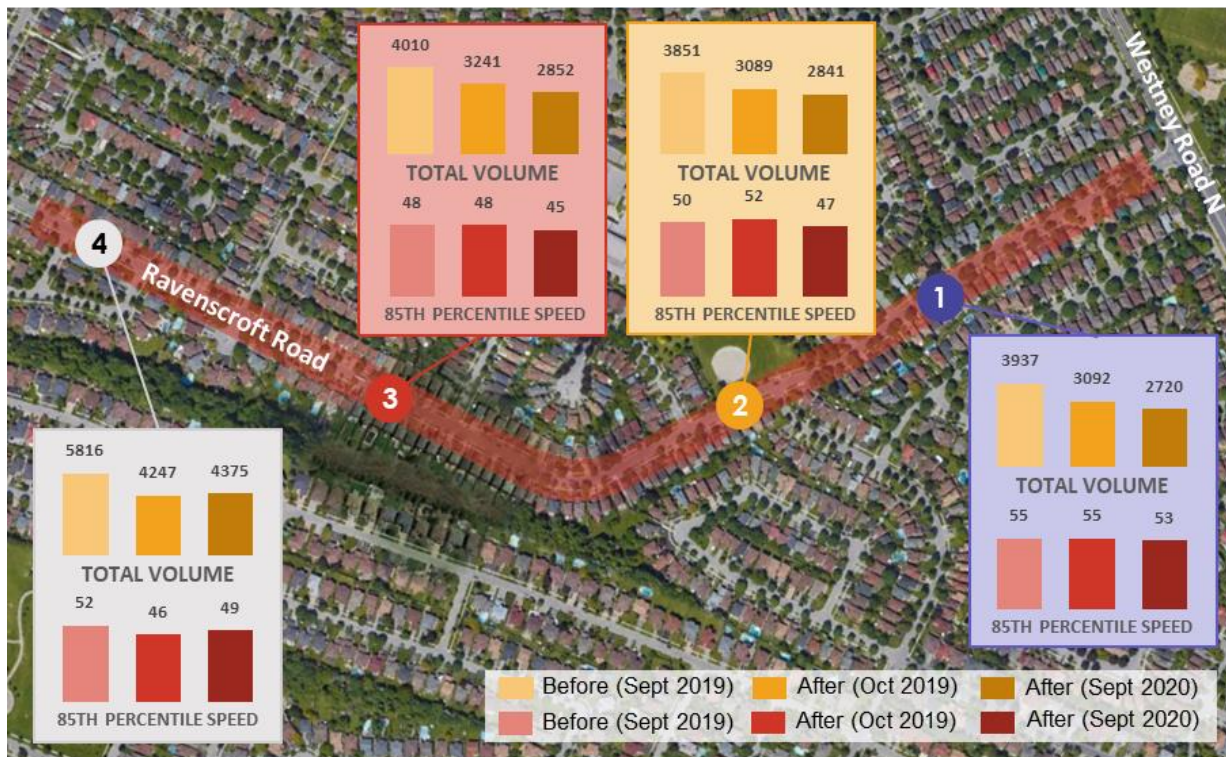 4010
3241
2852
TOTAL VOLUME
48
48
45
85TH PERCENTILE SPEED
3851
3089
2841
TOTAL VOLUME
50
52
47
85TH PERCENTILE SPEED
Westney Road N
4
Ravenscroft Road
3
2
1
3937
3092
2720
TOTAL VOLUME
55
55
53
85TH PERCENTILE SPEED
5816
4247
4375
TOTAL VOLUME
52
46
49
85TH PERCENTILE SPEED
Before (Sept 2019) After (Oct 2019) After (Sept 2020)
Before (Sept 2019) After (Oct 2019) After (Sept 2020)